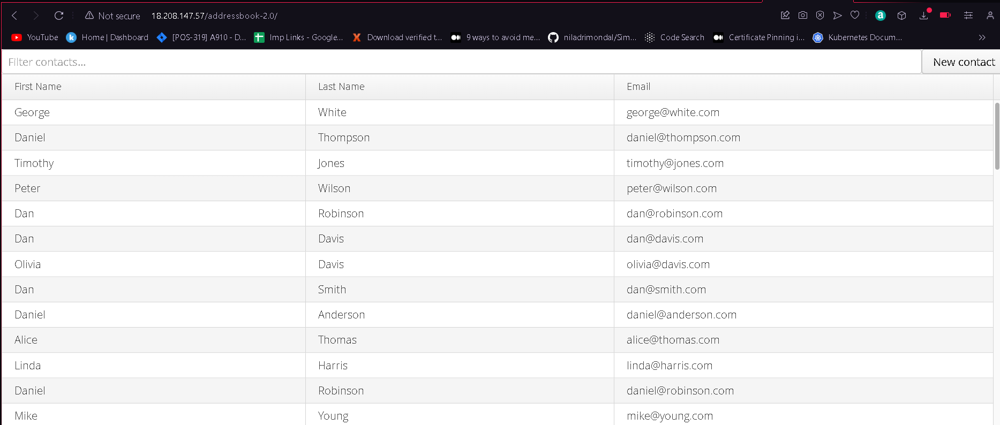 Not secure 18.208.147.57/addressbook-2.0/
YouTube Home | Dashboard [POS-319] A910 - D... Imp Links - Google... Download verified t... 9 ways to avoid me... niladrimondal/Sim... Code Search Certificate Pinning i... Kubernetes Docum...
Filter contacts... New contact
First Name Last Name Email
George White george@white.com
Daniel Thompson daniel@thompson.com
Timothy Jones timothy@jones.com
Peter Wilson peter@wilson.com
Dan Robinson dan@robinson.com
Dan Davis dan@davis.com
Olivia Davis olivia@davis.com
Dan Smith dan@smith.com
Daniel Anderson daniel@anderson.com
Alice Thomas alice@thomas.com
Linda Harris linda@harris.com
Daniel Robinson daniel@robinson.com
Mike Young mike@young.com